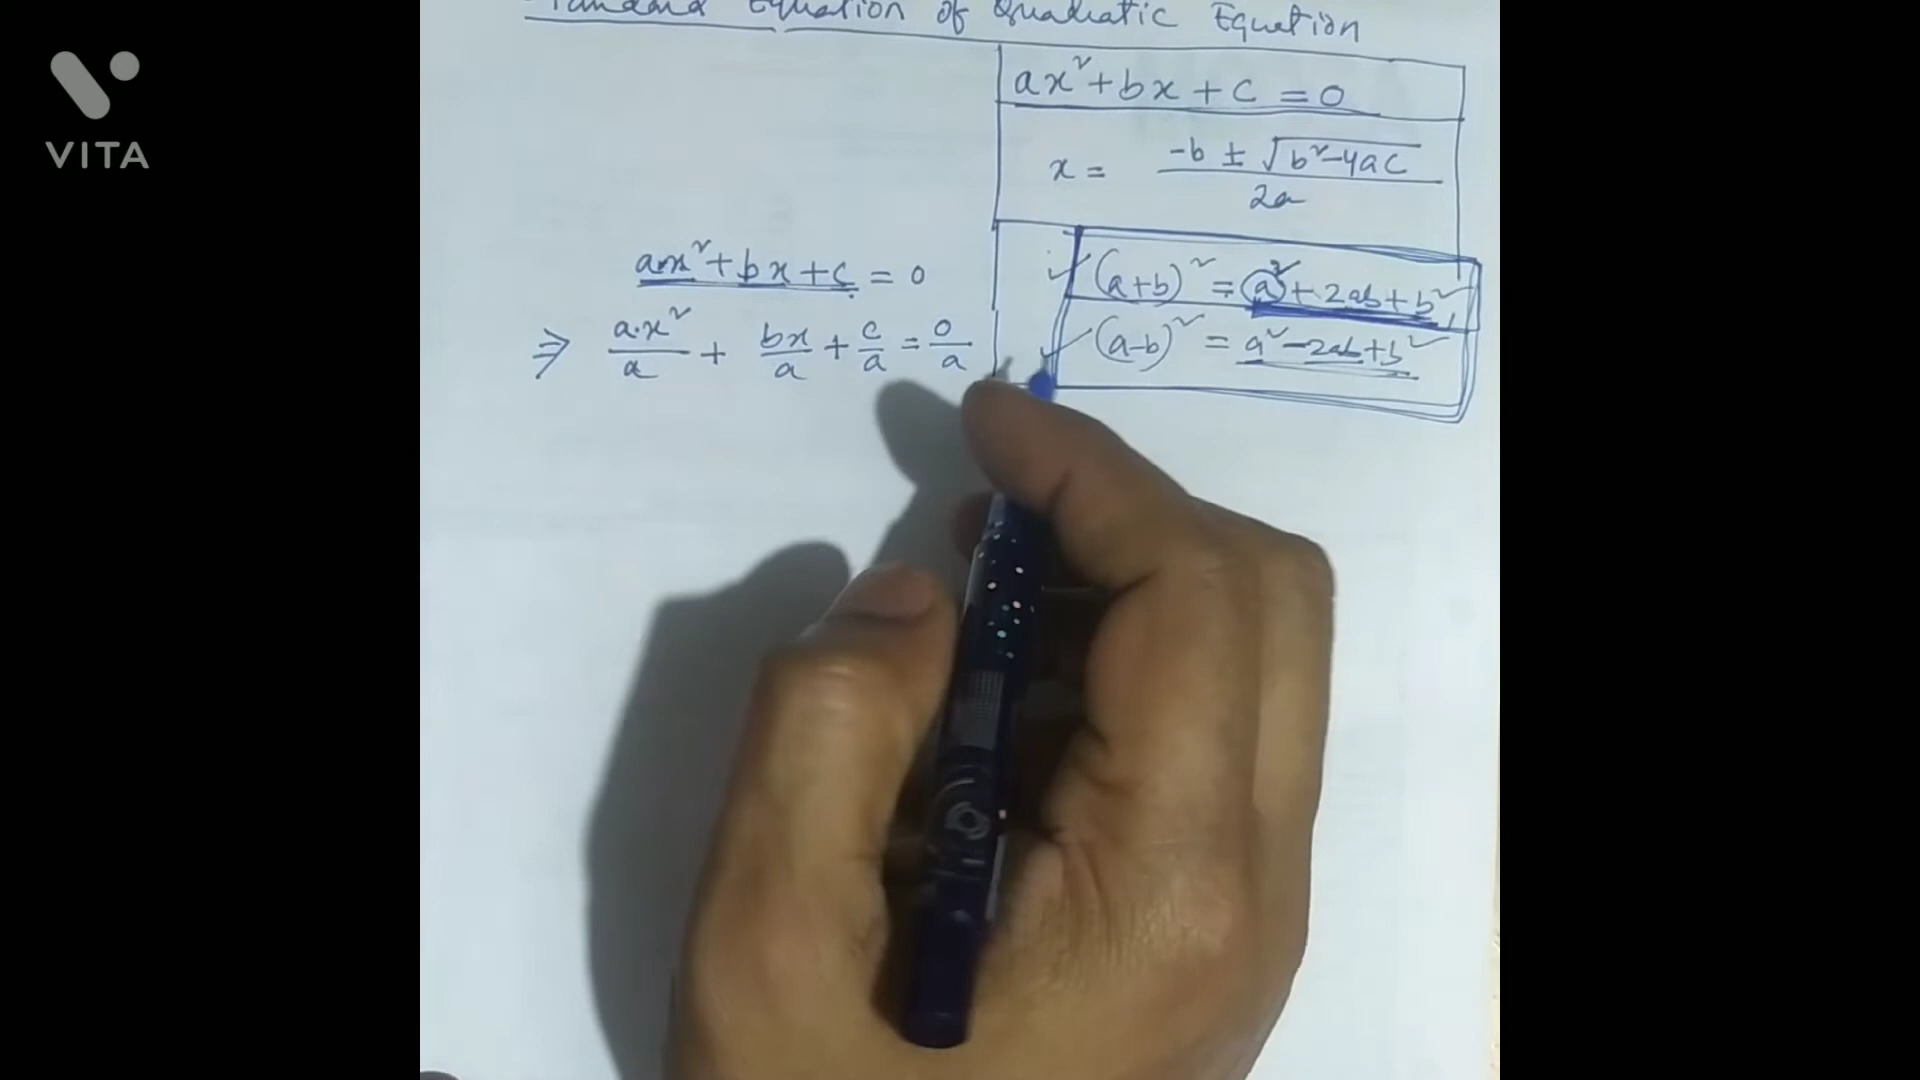 VITA
Standard Equation of Quadratic Equation
ax² + bx + c = 0
x = -b ± √b²-4ac / 2a
ax² + bx + c = 0
(a+b)² = a² + 2ab + b²
⇒ a.x²/a + bx/a + c/a = 0/a
(a-b)² = a² - 2ab + b²